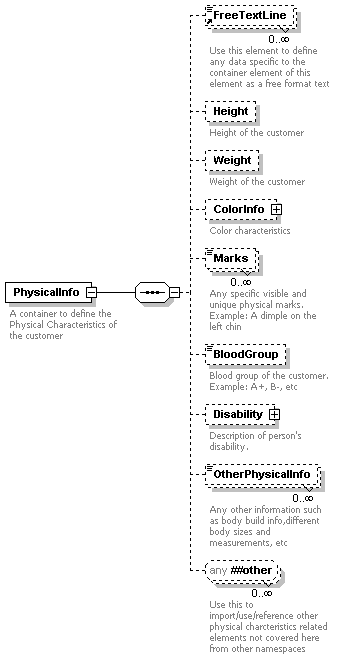 FreeTextLine
0..∞
Use this element to define
any data specific to the
container element of this
element as a free format text
Height
Height of the customer
Weight
Weight of the customer
ColorInfo
Color characteristics
Marks
0..∞
Any specific visible and
unique physical marks.
Example: A dimple on the
left chin
PhysicalInfo
A container to define the
Physical Characteristics of
the customer
BloodGroup
Blood group of the customer.
Example: A+, B-, etc
Disability
Description of person's
disability.
OtherPhysicalInfo
0..∞
Any other information such
as body build info,different
body sizes and
measurements, etc
any ##other
0..∞
Use this to
import/use/reference other
physical charcteristics related
elements not covered here
from other namespaces